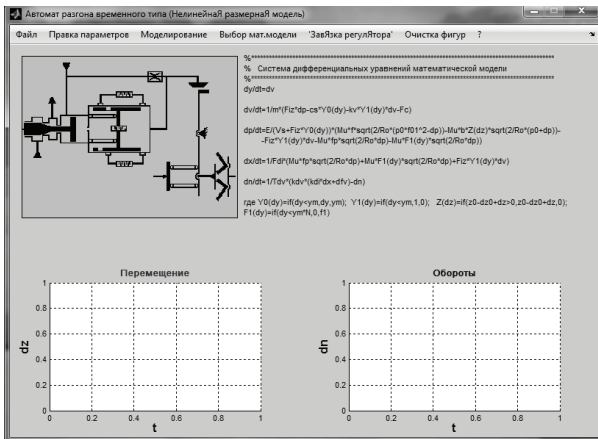 Автомат разгона временного типа (НелинейнаЯ размернаЯ модель)
Файл Правка параметров Моделирование Выбор мат.модели 'ЗавЯзка регулЯтора' Очистка фигур ?
% Система дифференциальных уравнений математической модели
dy/dt=dv
dv/dt=1/m*(Fiz*dp-cs*Y0(dy)-kv*Y1(dy)*dv-Fc)
dp/dt=E/(Vs+Fiz*Y0(dy))*(Mu*f*sqrt(2/Ro*(p0*f01^2-dp))-Mu*b*Z(dz)*sqrt(2/Ro*(p0+dp))-
-Fiz*Y1(dy)*dv-Mu*fp*sqrt(2/Ro*dp)-Mu*F1(dy)*sqrt(2/Ro*dp))
dx/dt=1/Fdi*(Mu*fp*sqrt(2/Ro*dp)+Mu*F1(dy)*sqrt(2/Ro*dp)+Fiz*Y1(dy)*dv)
dn/dt=1/Tdv*(kdv*(kdi*dx+dfv)-dn)
где Y0(dy)=if(dy<ym,dy,ym); Y1(dy)=if(dy<ym,1,0); Z(dz)=if(z0-dz0+dz>0,z0-dz0+dz,0);
F1(dy)=if(dy<ym*N,0,f1)
Перемещение
1
0.8
0.6
0.4
0.2
0
dz
0 0.2 0.4 0.6 0.8 1
t
Обороты
1
0.8
0.6
0.4
0.2
0
dn
0 0.2 0.4 0.6 0.8 1
t